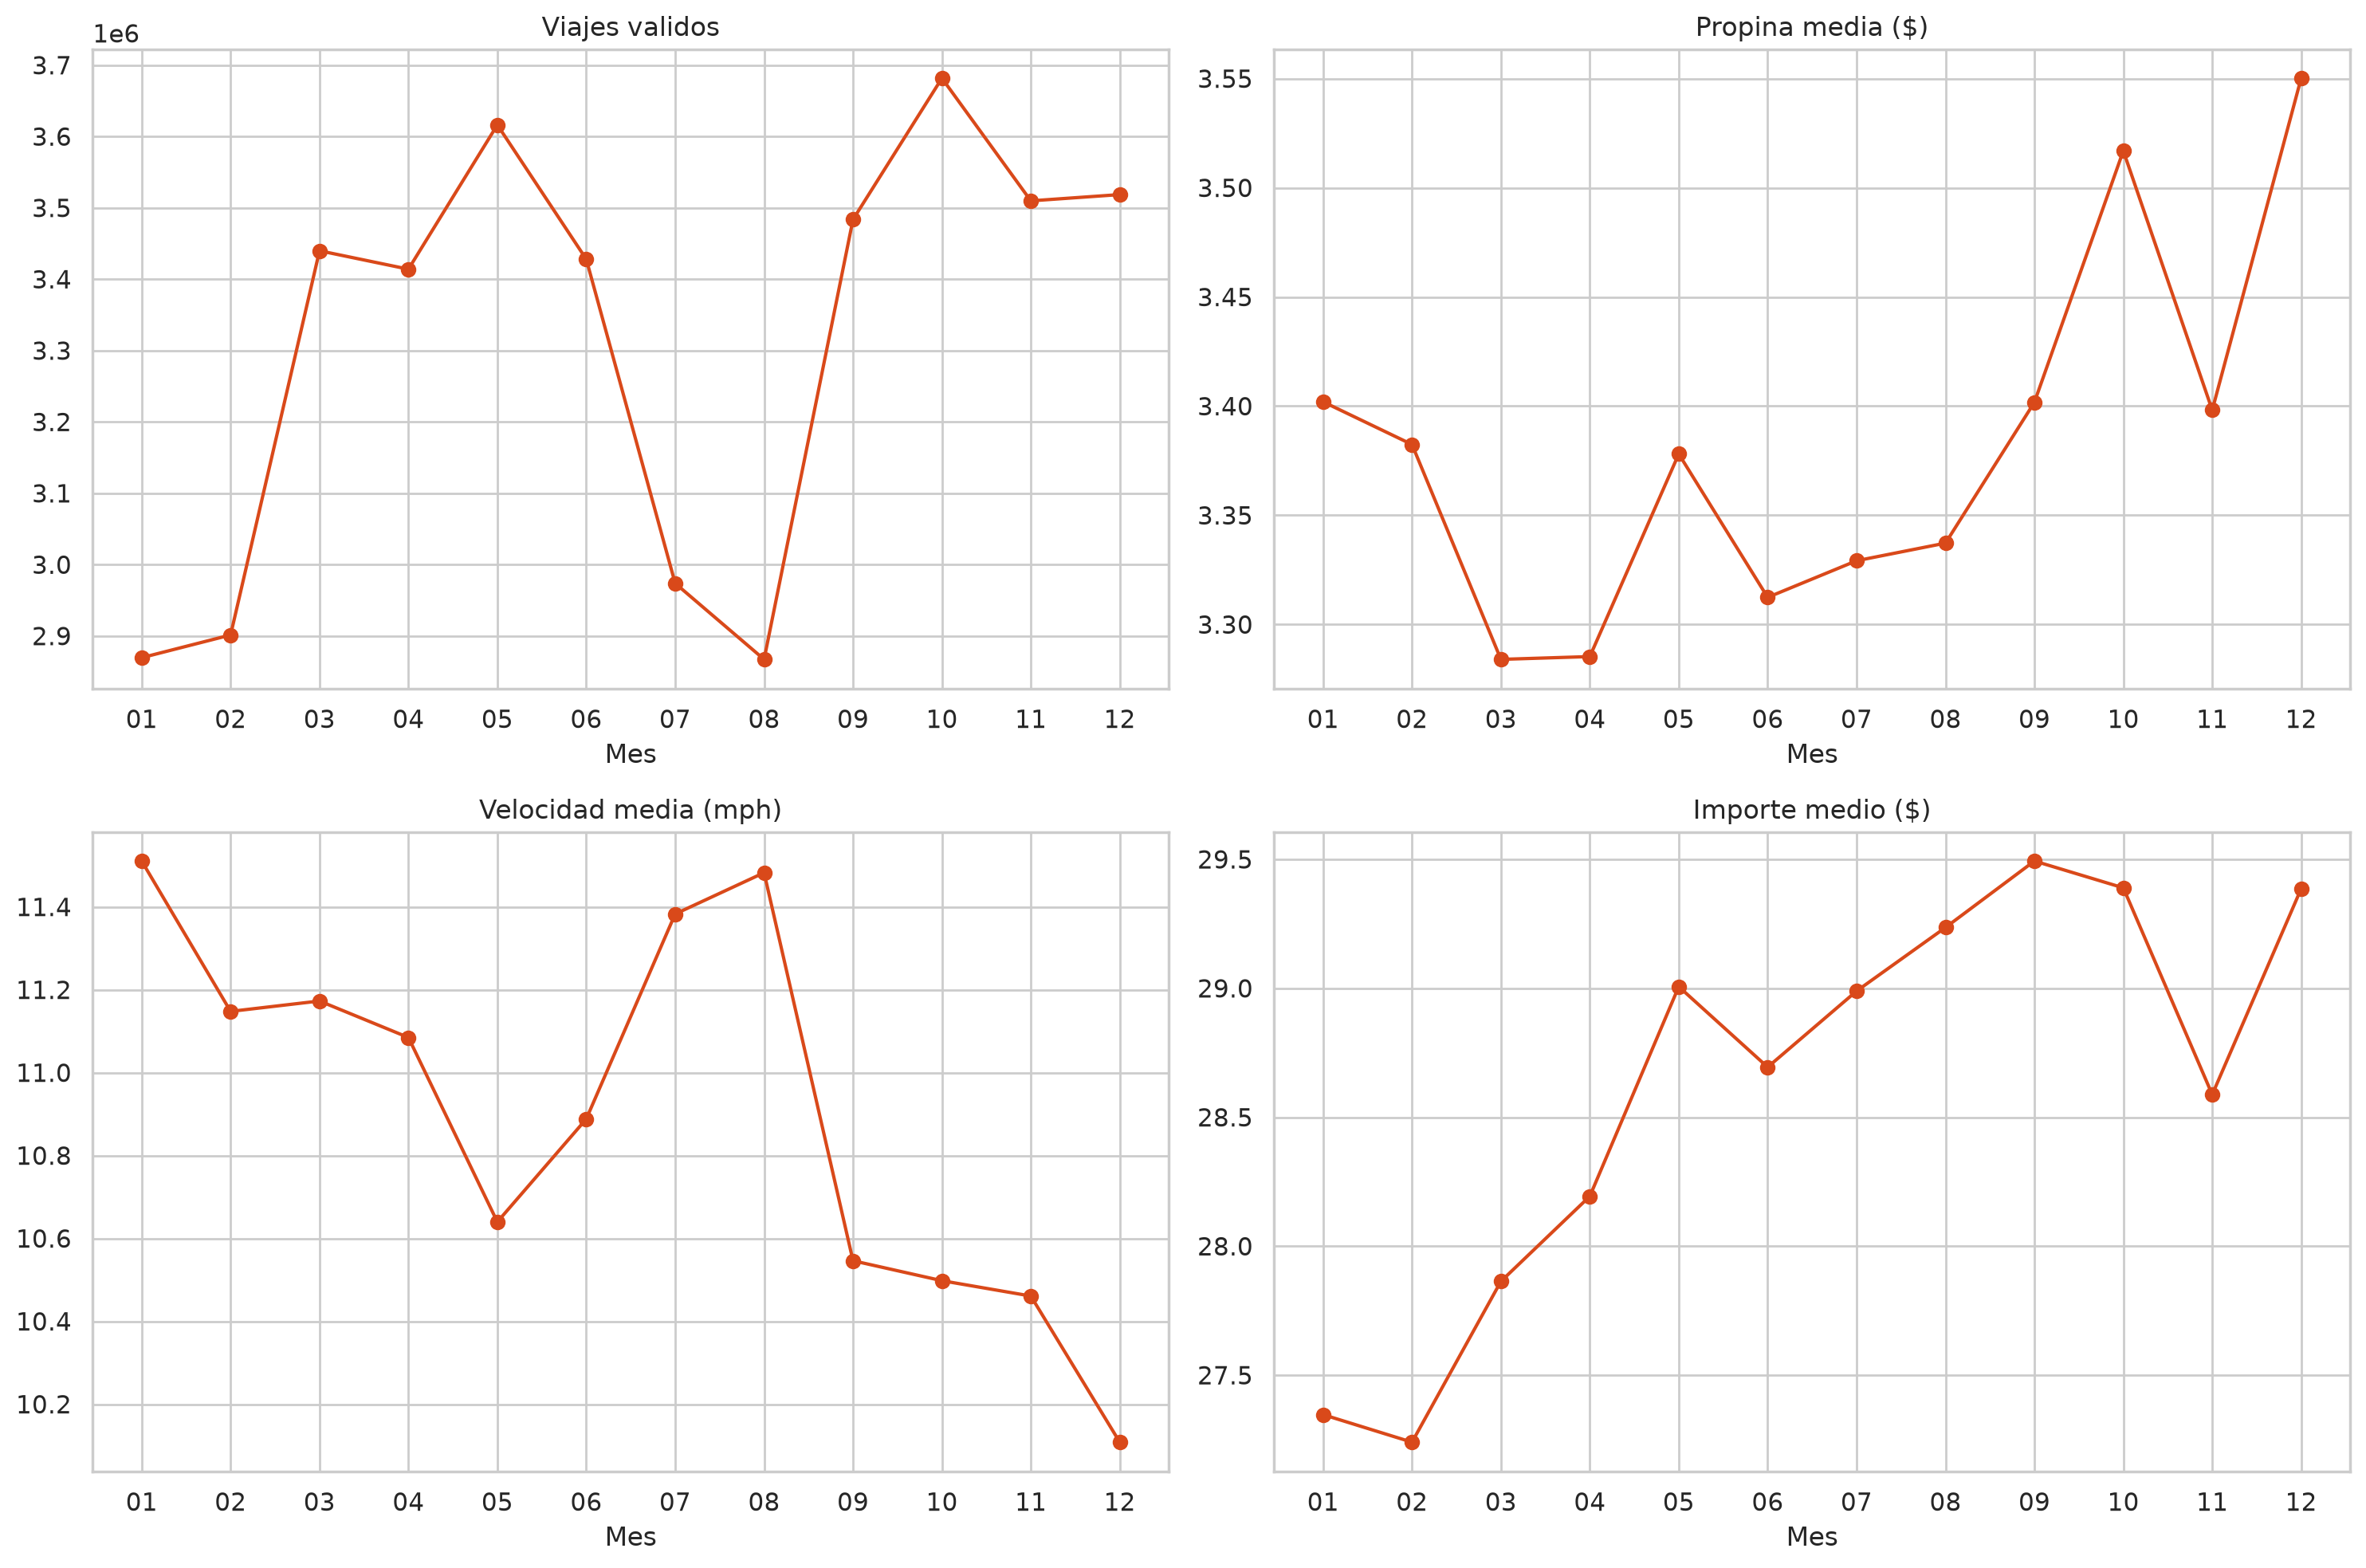 Viajes validos
1e6
3.7
3.6
3.5
3.4
3.3
3.2
3.1
3.0
2.9
01 02 03 04 05 06 07 08 09 10 11 12
Mes
Propina media ($)
3.55
3.50
3.45
3.40
3.35
3.30
01 02 03 04 05 06 07 08 09 10 11 12
Mes
Velocidad media (mph)
11.4
11.2
11.0
10.8
10.6
10.4
10.2
01 02 03 04 05 06 07 08 09 10 11 12
Mes
Importe medio ($)
29.5
29.0
28.5
28.0
27.5
01 02 03 04 05 06 07 08 09 10 11 12
Mes